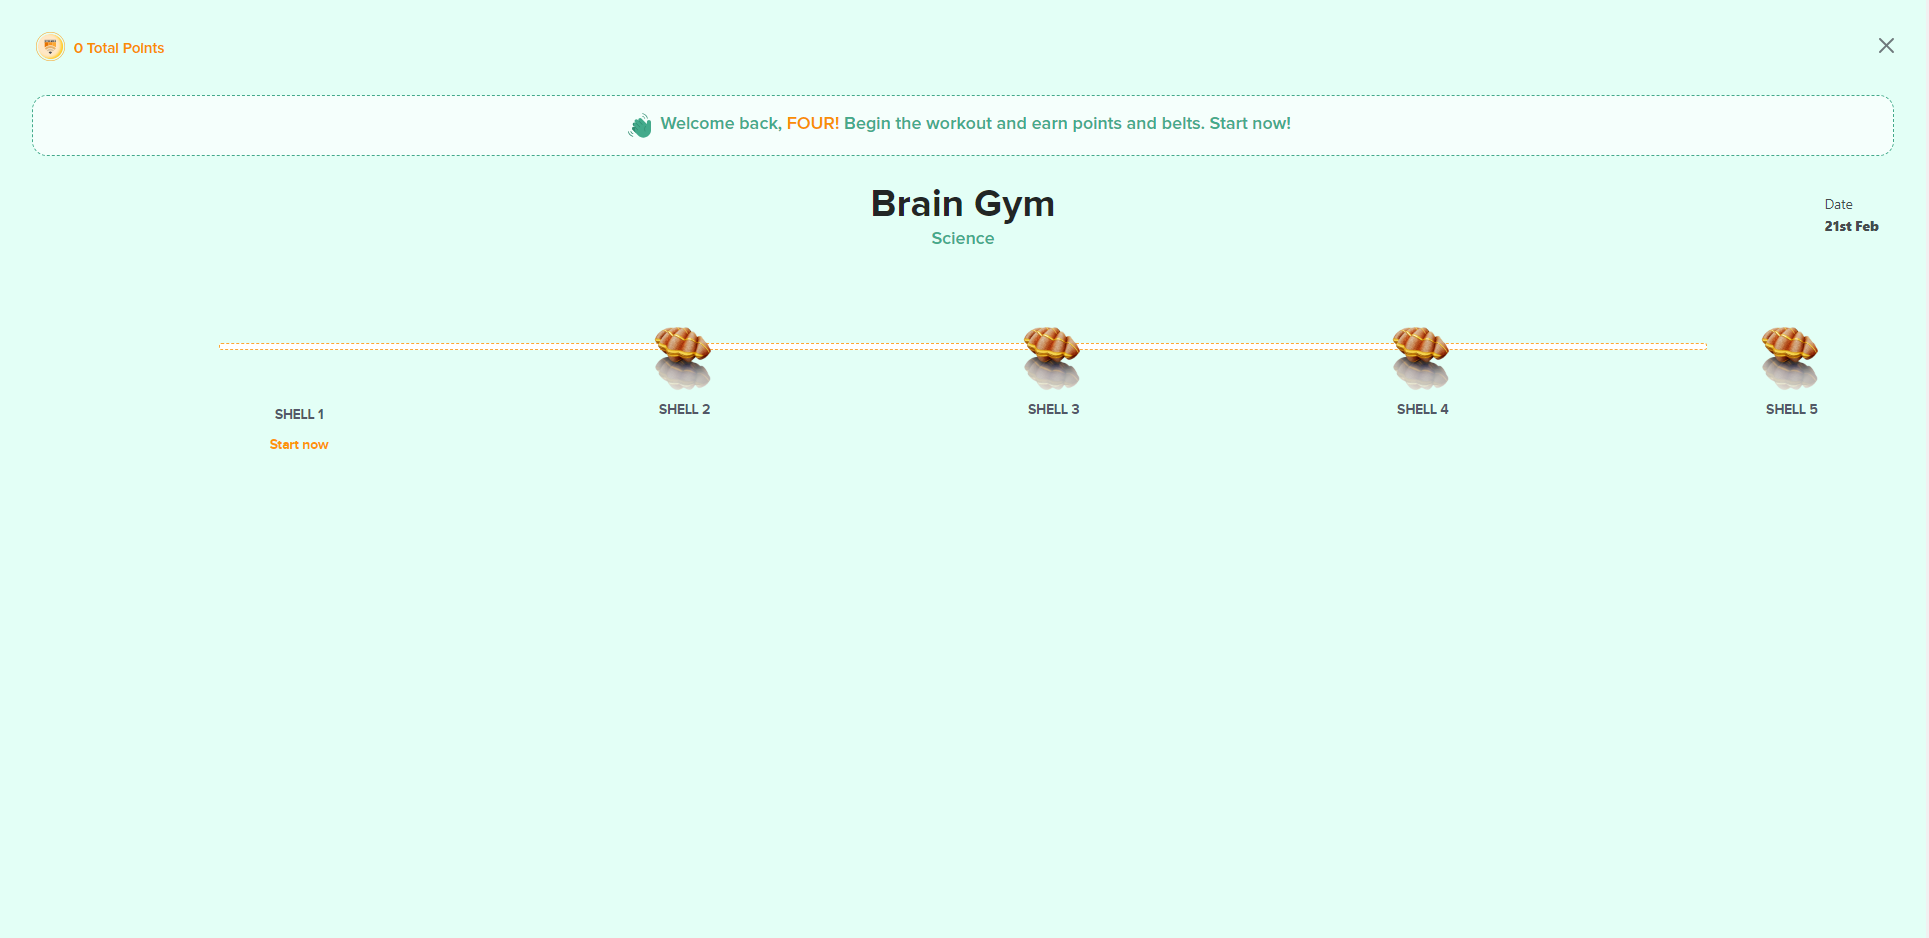 0 Total Points
Welcome back, FOUR! Begin the workout and earn points and belts. Start now!
Brain Gym
Science
Date
21st Feb
SHELL 1
Start now
SHELL 2
SHELL 3
SHELL 4
SHELL 5